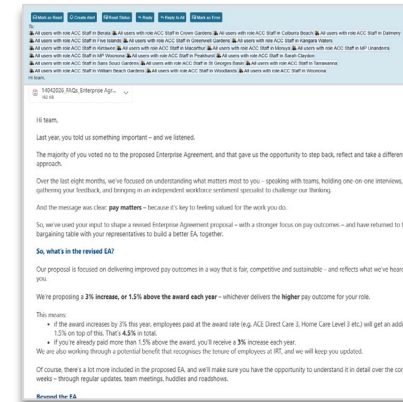 Mark as Read Create Alert Read Status Reply Reply to All Mark as Error
To:
All users with role ACC Staff in Berala All users with role ACC Staff in Crown Gardens All users with role ACC Staff in Culburra Beach All users with role ACC Staff in Dalmeny
All users with role ACC Staff in Five Islands All users with role ACC Staff in Greenwell Gardens All users with role ACC Staff in Kangara Waters
All users with role ACC Staff in Kenwood All users with role ACC Staff in Macarthur All users with role ACC Staff in Moruya All users with role ACC Staff in MP Unanderra
All users with role ACC Staff in MP Woonona All users with role ACC Staff in Peakhurst All users with role ACC Staff in Sarah Claydon
All users with role ACC Staff in Sans Souci Gardens All users with role ACC Staff in St Georges Basin All users with role ACC Staff in Tarrawanna
All users with role ACC Staff in William Beach Gardens All users with role ACC Staff in Woodlands All users with role ACC Staff in Woonona
Hi team,
14042026_FAQs_Enterprise Agr...
Hi team,
Last year, you told us something important – and we listened.
The majority of you voted no to the proposed Enterprise Agreement, and that gave us the opportunity to step back, reflect and take a different
approach.
Over the last eight months, we've focused on understanding what matters most to you – speaking with teams, holding one-on-one interviews,
gathering your feedback, and bringing in an independent workforce sentiment specialist to challenge our thinking.
And the message was clear: pay matters – because it's key to feeling valued for the work you do.
So, we've used your input to shape a revised Enterprise Agreement proposal – with a stronger focus on pay outcomes – and have returned to
bargaining table with your representatives to build a better EA, together.
So, what's in the revised EA?
Our proposal is focused on delivering improved pay outcomes in a way that is fair, competitive and sustainable – and reflects what we've heard
you.
We're proposing a 3% increase, or 1.5% above the award each year – whichever delivers the higher pay outcome for your role.
This means:
• if the award increases by 3% this year, employees paid at the award rate (e.g. ACE Direct Care 3, Home Care Level 3 etc.) will get an addi
1.5% on top of this. That's 4.5% in total.
• if you're already paid more than 1.5% above the award, you'll receive a 3% increase each year.
We are also working through a potential benefit that recognises the tenure of employees at IRT, and we will keep you updated.
Of course, there's a lot more included in the proposed EA, and we'll make sure you have the opportunity to understand it in detail over the com
weeks – through regular updates, team meetings, huddles and roadshows.
Beyond the EA